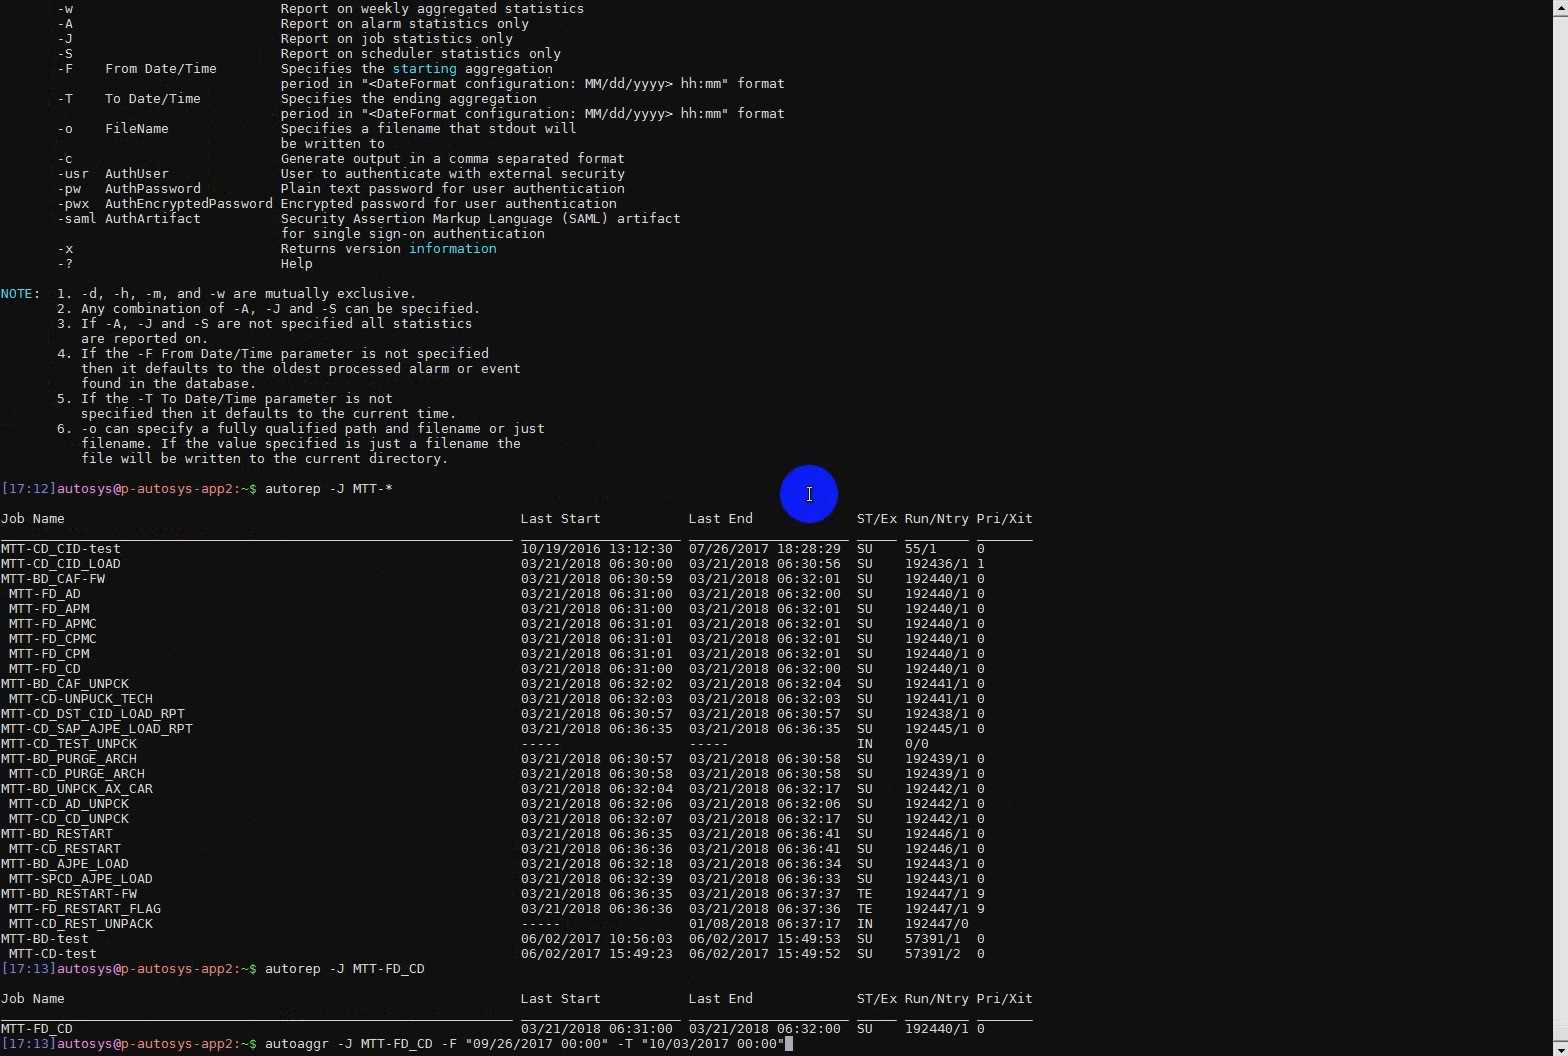 -w Report on weekly aggregated statistics
-A Report on alarm statistics only
-J Report on job statistics only
-S Report on scheduler statistics only
-F From Date/Time Specifies the starting aggregation
period in "<DateFormat configuration: MM/dd/yyyy> hh:mm" format
-T To Date/Time Specifies the ending aggregation
period in "<DateFormat configuration: MM/dd/yyyy> hh:mm" format
-o FileName Specifies a filename that stdout will
be written to
-c Generate output in a comma separated format
-usr AuthUser User to authenticate with external security
-pw AuthPassword Plain text password for user authentication
-pwx AuthEncryptedPassword Encrypted password for user authentication
-saml AuthArtifact Security Assertion Markup Language (SAML) artifact
for single sign-on authentication
-x Returns version information
-? Help
NOTE: 1. -d, -h, -m, and -w are mutually exclusive.
2. Any combination of -A, -J and -S can be specified.
3. If -A, -J and -S are not specified all statistics
are reported on.
4. If the -F From Date/Time parameter is not specified
then it defaults to the oldest processed alarm or event
found in the database.
5. If the -T To Date/Time parameter is not
specified then it defaults to the current time.
6. -o can specify a fully qualified path and filename or just
filename. If the value specified is just a filename the
file will be written to the current directory.
[17:12]autosys@p-autosys-app2:~$ autorep -J MTT-*
Job Name Last Start Last End ST/Ex Run/Ntry Pri/Xit
MTT-CD_CID-test 10/19/2016 13:12:30 07/26/2017 18:28:29 SU 55/1 0
MTT-CD_CID_LOAD 03/21/2018 06:30:00 03/21/2018 06:30:56 SU 192436/1 1
MTT-BD_CAF-FW 03/21/2018 06:30:59 03/21/2018 06:32:01 SU 192440/1 0
MTT-FD_AD 03/21/2018 06:31:00 03/21/2018 06:32:00 SU 192440/1 0
MTT-FD_APM 03/21/2018 06:31:00 03/21/2018 06:32:01 SU 192440/1 0
MTT-FD_APMC 03/21/2018 06:31:01 03/21/2018 06:32:01 SU 192440/1 0
MTT-FD_CPMC 03/21/2018 06:31:01 03/21/2018 06:32:01 SU 192440/1 0
MTT-FD_CPM 03/21/2018 06:31:01 03/21/2018 06:32:01 SU 192440/1 0
MTT-FD_CD 03/21/2018 06:31:00 03/21/2018 06:32:00 SU 192440/1 0
MTT-BD_CAF_UNPCK 03/21/2018 06:32:02 03/21/2018 06:32:04 SU 192441/1 0
MTT-CD-UNPUCK_TECH 03/21/2018 06:32:03 03/21/2018 06:32:03 SU 192441/1 0
MTT-CD_DST_CID_LOAD_RPT 03/21/2018 06:30:57 03/21/2018 06:30:57 SU 192438/1 0
MTT-CD_SAP_AJPE_LOAD_RPT 03/21/2018 06:36:35 03/21/2018 06:36:35 SU 192445/1 0
MTT-CD_TEST_UNPCK ----- ----- IN 0/0
MTT-BD_PURGE_ARCH 03/21/2018 06:30:57 03/21/2018 06:30:58 SU 192439/1 0
MTT-CD_PURGE_ARCH 03/21/2018 06:30:58 03/21/2018 06:30:58 SU 192439/1 0
MTT-BD_UNPCK_AX_CAR 03/21/2018 06:32:04 03/21/2018 06:32:17 SU 192442/1 0
MTT-CD_AD_UNPCK 03/21/2018 06:32:06 03/21/2018 06:32:06 SU 192442/1 0
MTT-CD_CD_UNPCK 03/21/2018 06:32:07 03/21/2018 06:32:17 SU 192442/1 0
MTT-BD_RESTART 03/21/2018 06:36:35 03/21/2018 06:36:41 SU 192446/1 0
MTT-CD_RESTART 03/21/2018 06:36:36 03/21/2018 06:36:41 SU 192446/1 0
MTT-BD_AJPE_LOAD 03/21/2018 06:32:18 03/21/2018 06:36:34 SU 192443/1 0
MTT-SPCD_AJPE_LOAD 03/21/2018 06:32:39 03/21/2018 06:36:33 SU 192443/1 0
MTT-BD_RESTART-FW 03/21/2018 06:36:35 03/21/2018 06:37:37 TE 192447/1 9
MTT-FD_RESTART_FLAG 03/21/2018 06:36:36 03/21/2018 06:37:36 TE 192447/1 9
MTT-CD_REST_UNPACK ----- 01/08/2018 06:37:17 IN 192447/0
MTT-BD-test 06/02/2017 10:56:03 06/02/2017 15:49:53 SU 57391/1 0
MTT-CD-test 06/02/2017 15:49:23 06/02/2017 15:49:52 SU 57391/2 0
[17:13]autosys@p-autosys-app2:~$ autorep -J MTT-FD_CD
Job Name Last Start Last End ST/Ex Run/Ntry Pri/Xit
MTT-FD_CD 03/21/2018 06:31:00 03/21/2018 06:32:00 SU 192440/1 0
[17:13]autosys@p-autosys-app2:~$ autoaggr -J MTT-FD_CD -F "09/26/2017 00:00" -T "10/03/2017 00:00"